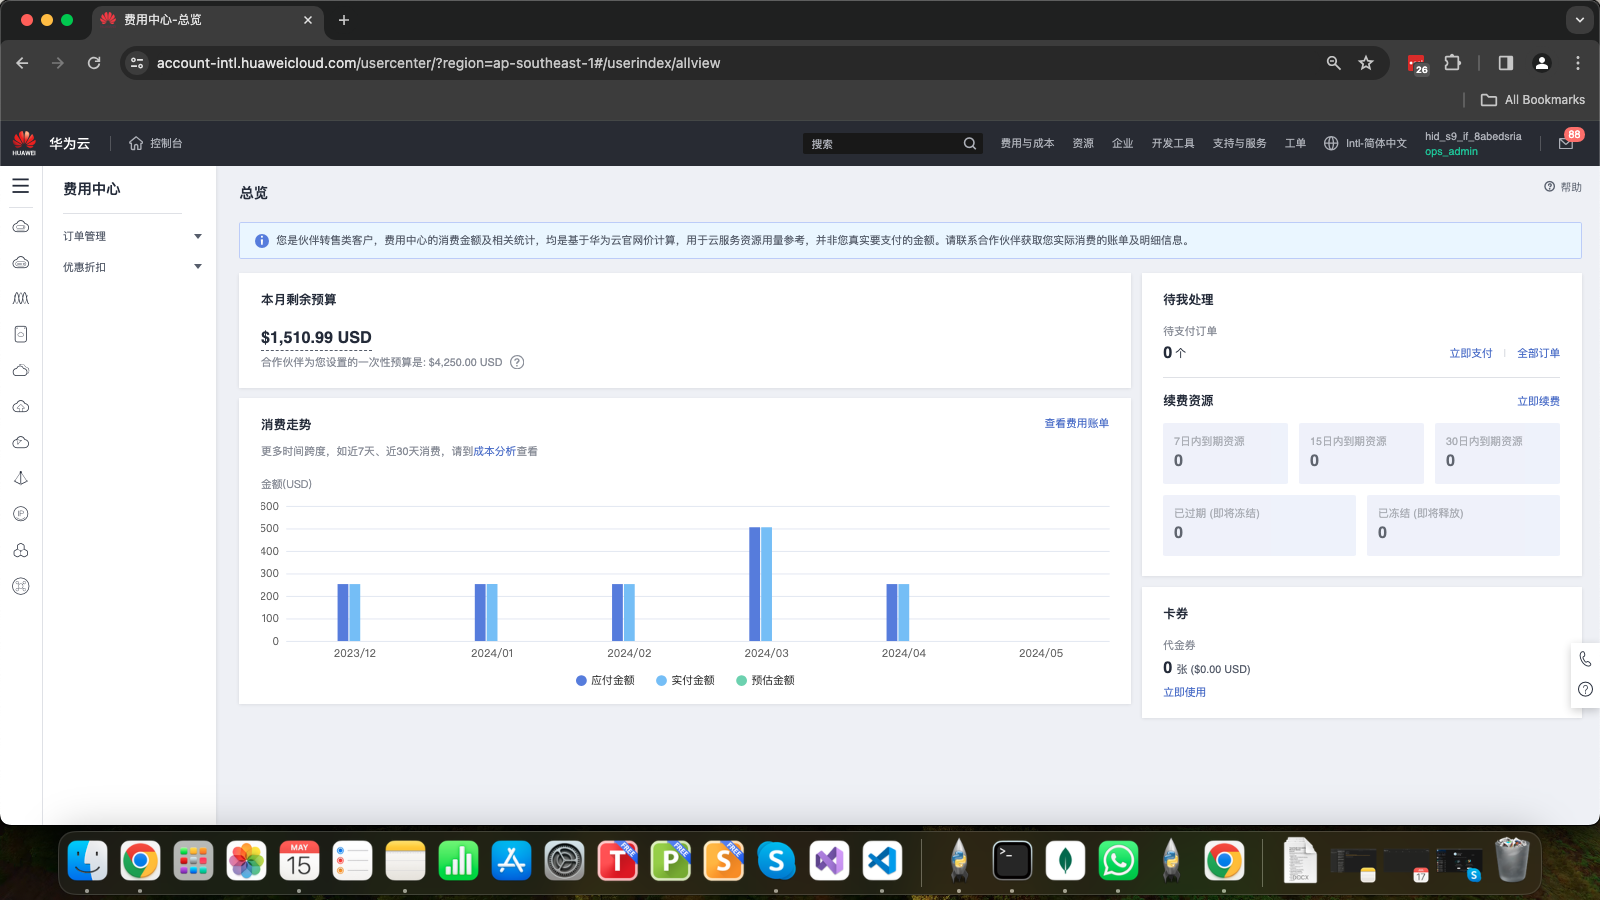 费用中心-总览
account-intl.huaweicloud.com/usercenter/?region=ap-southeast-1#/userindex/allview
26
All Bookmarks
HUAWEI
华为云
控制台
搜索
费用与成本
资源
企业
开发工具
支持与服务
工单
Intl-简体中文
hid_s9_if_8abedsria
ops_admin
88
费用中心
订单管理
优惠折扣
总览
帮助
您是伙伴转售类客户，费用中心的消费金额及相关统计，均是基于华为云官网价计算，用于云服务资源用量参考，并非您真实要支付的金额。请联系合作伙伴获取您实际消费的账单及明细信息。
本月剩余预算
$1,510.99 USD
合作伙伴为您设置的一次性预算是: $4,250.00 USD
消费走势
查看费用账单
更多时间跨度，如近7天、近30天消费，请到成本分析查看
金额(USD)
600
500
400
300
200
100
0
2023/12
2024/01
2024/02
2024/03
2024/04
2024/05
应付金额
实付金额
预估金额
待我处理
待支付订单
0 个
立即支付
全部订单
续费资源
立即续费
7日内到期资源
0
15日内到期资源
0
30日内到期资源
0
已过期 (即将冻结)
0
已冻结 (即将释放)
0
卡券
代金券
0 张 ($0.00 USD)
立即使用
IP
MAY
15
T
FREE
P
FREE
S
FREE
S
>_
DOCX
17
S